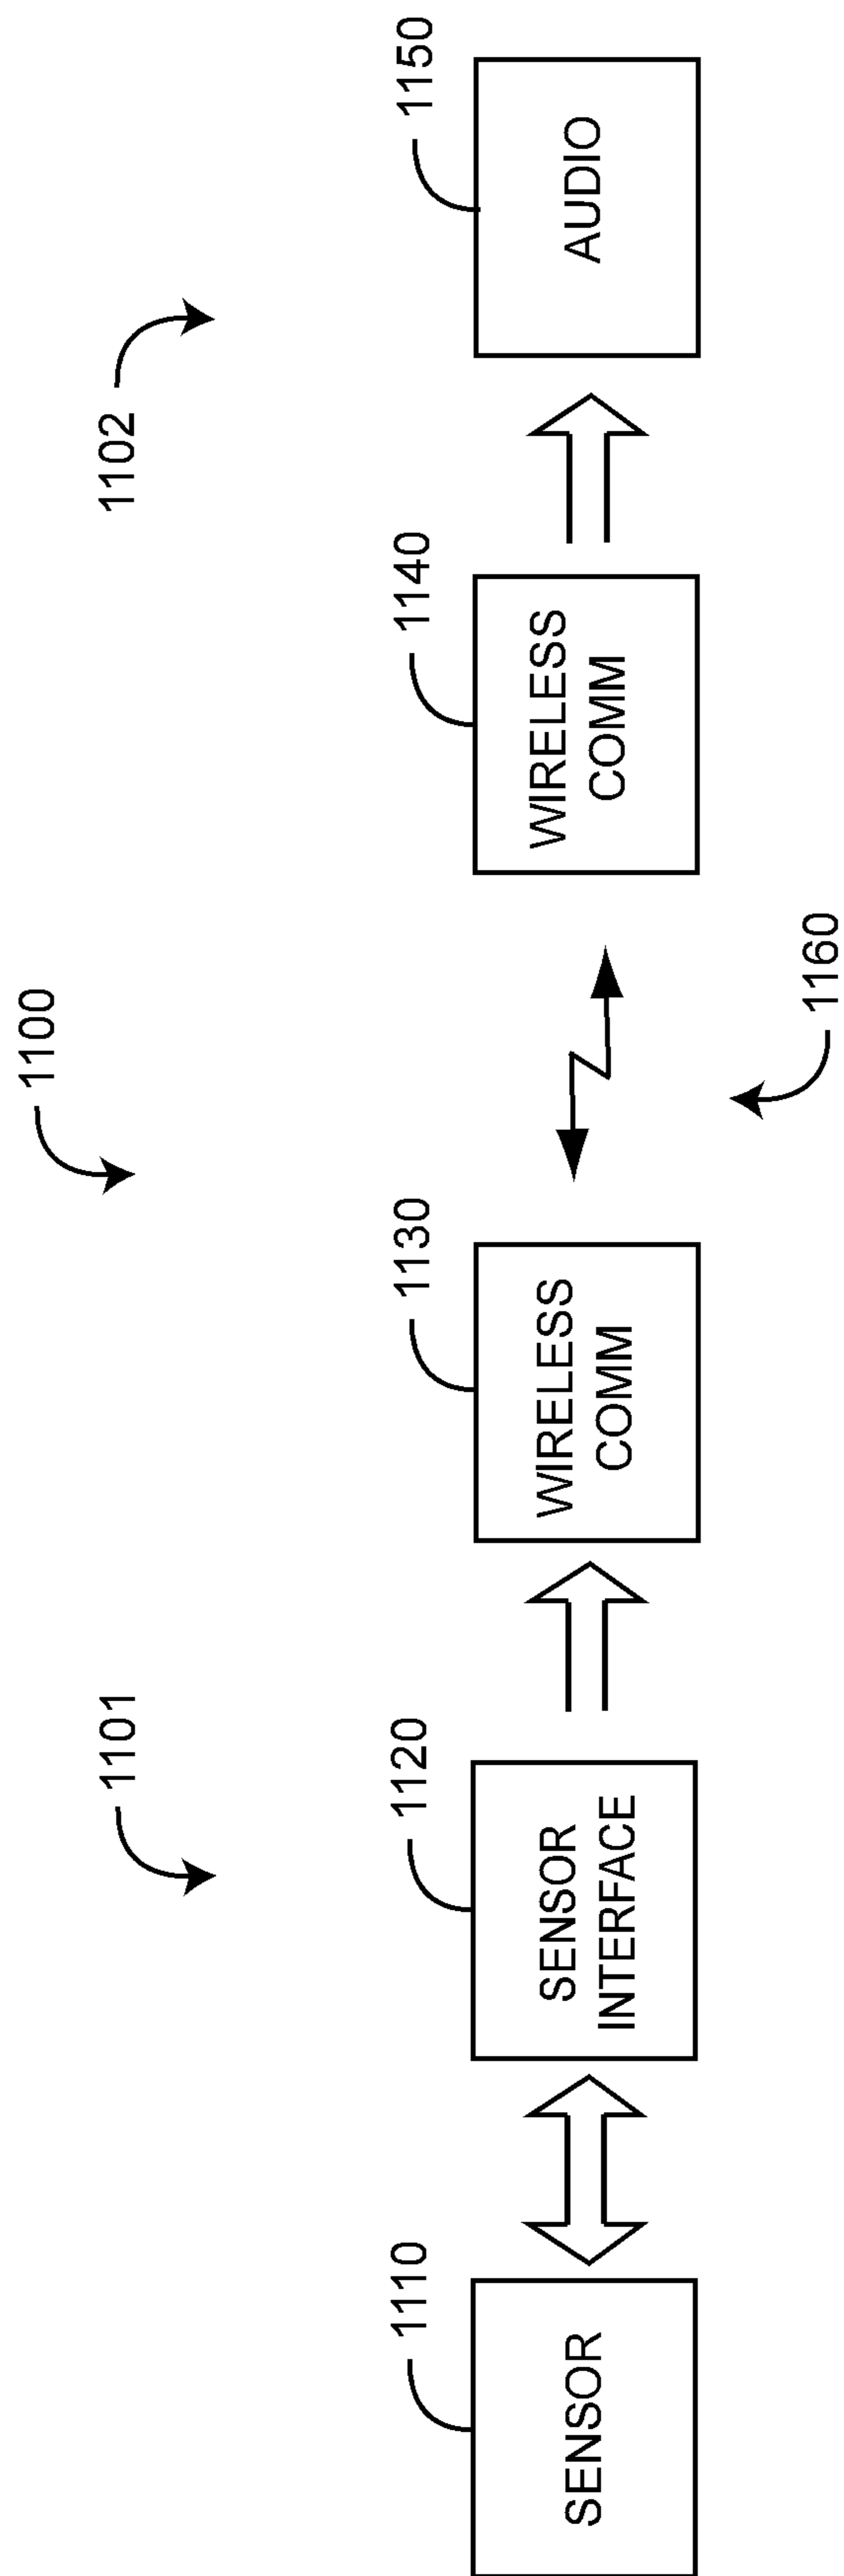 1100
1101
1102
1110
1120
1130
1140
1150
SENSOR
SENSOR
INTERFACE
WIRELESS
COMM
WIRELESS
COMM
AUDIO
1160